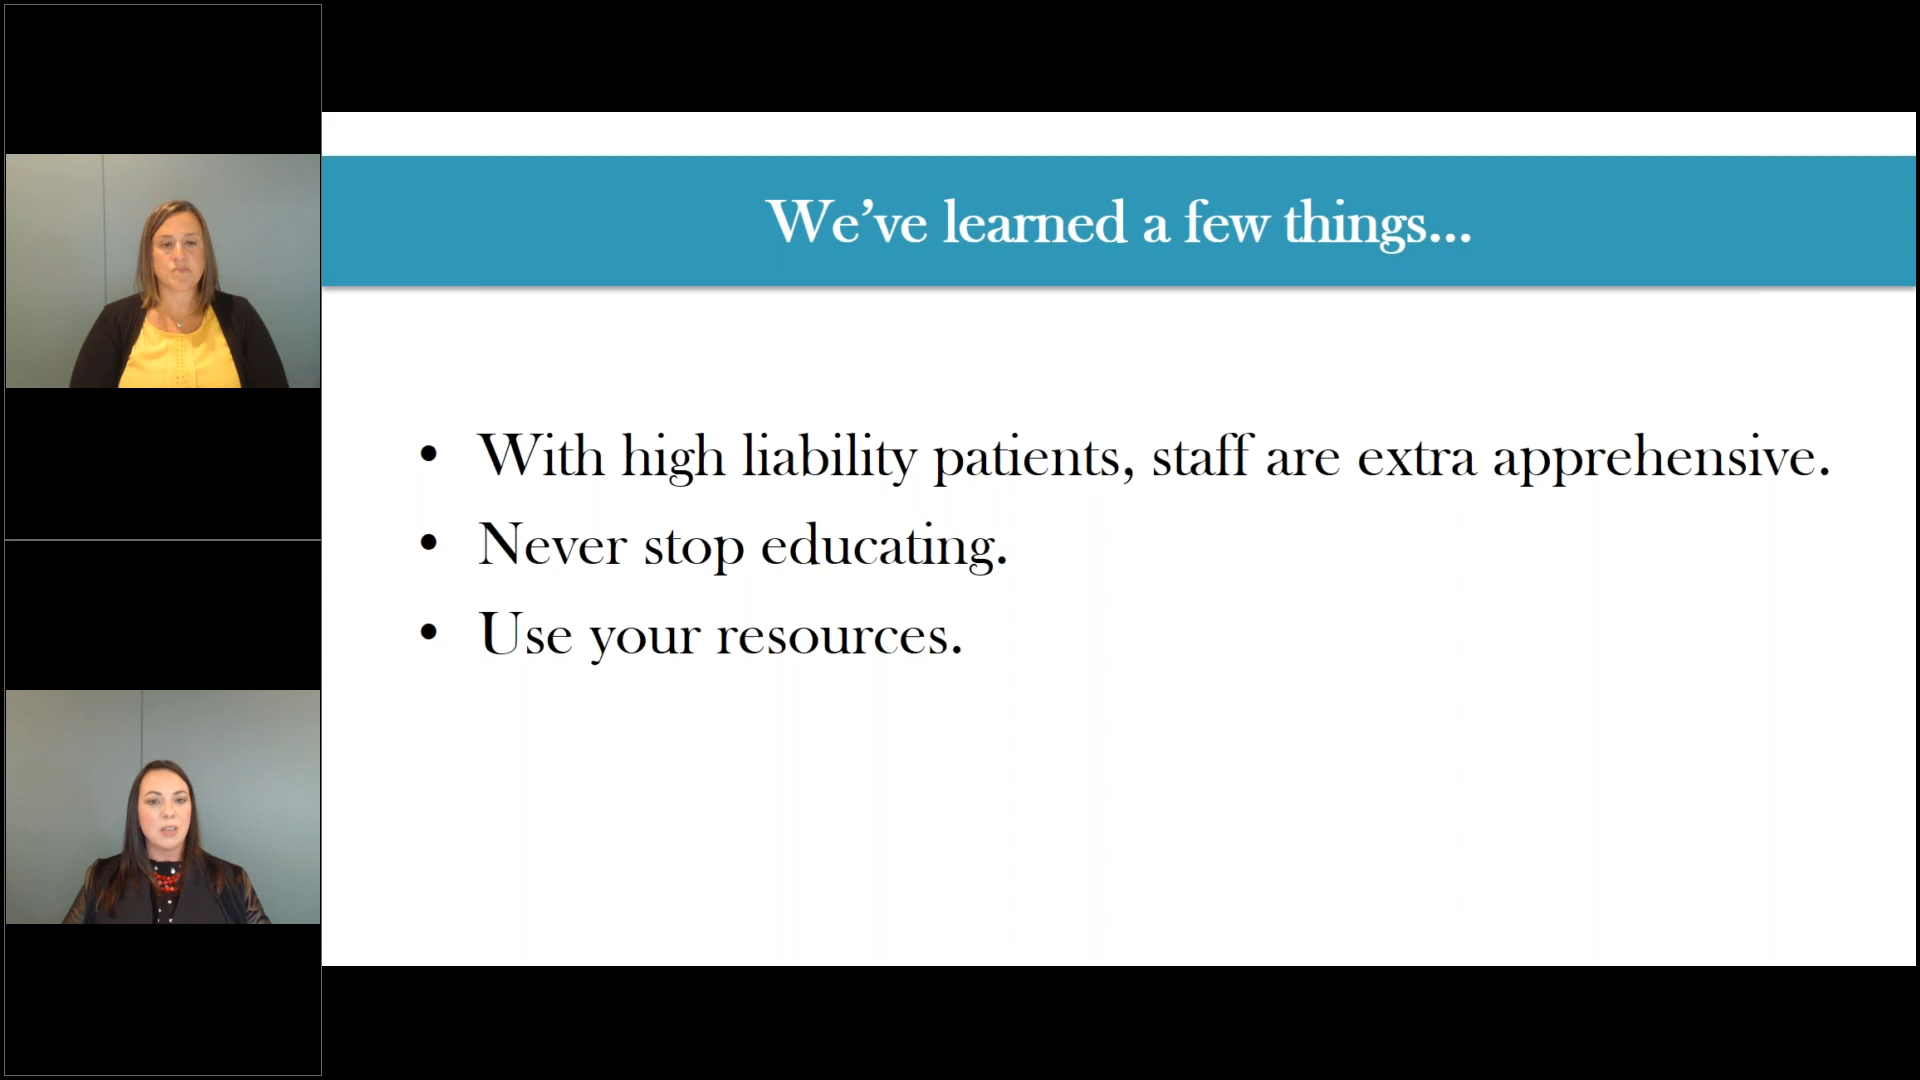 We’ve learned a few things...
• With high liability patients, staff are extra apprehensive.
• Never stop educating.
• Use your resources.